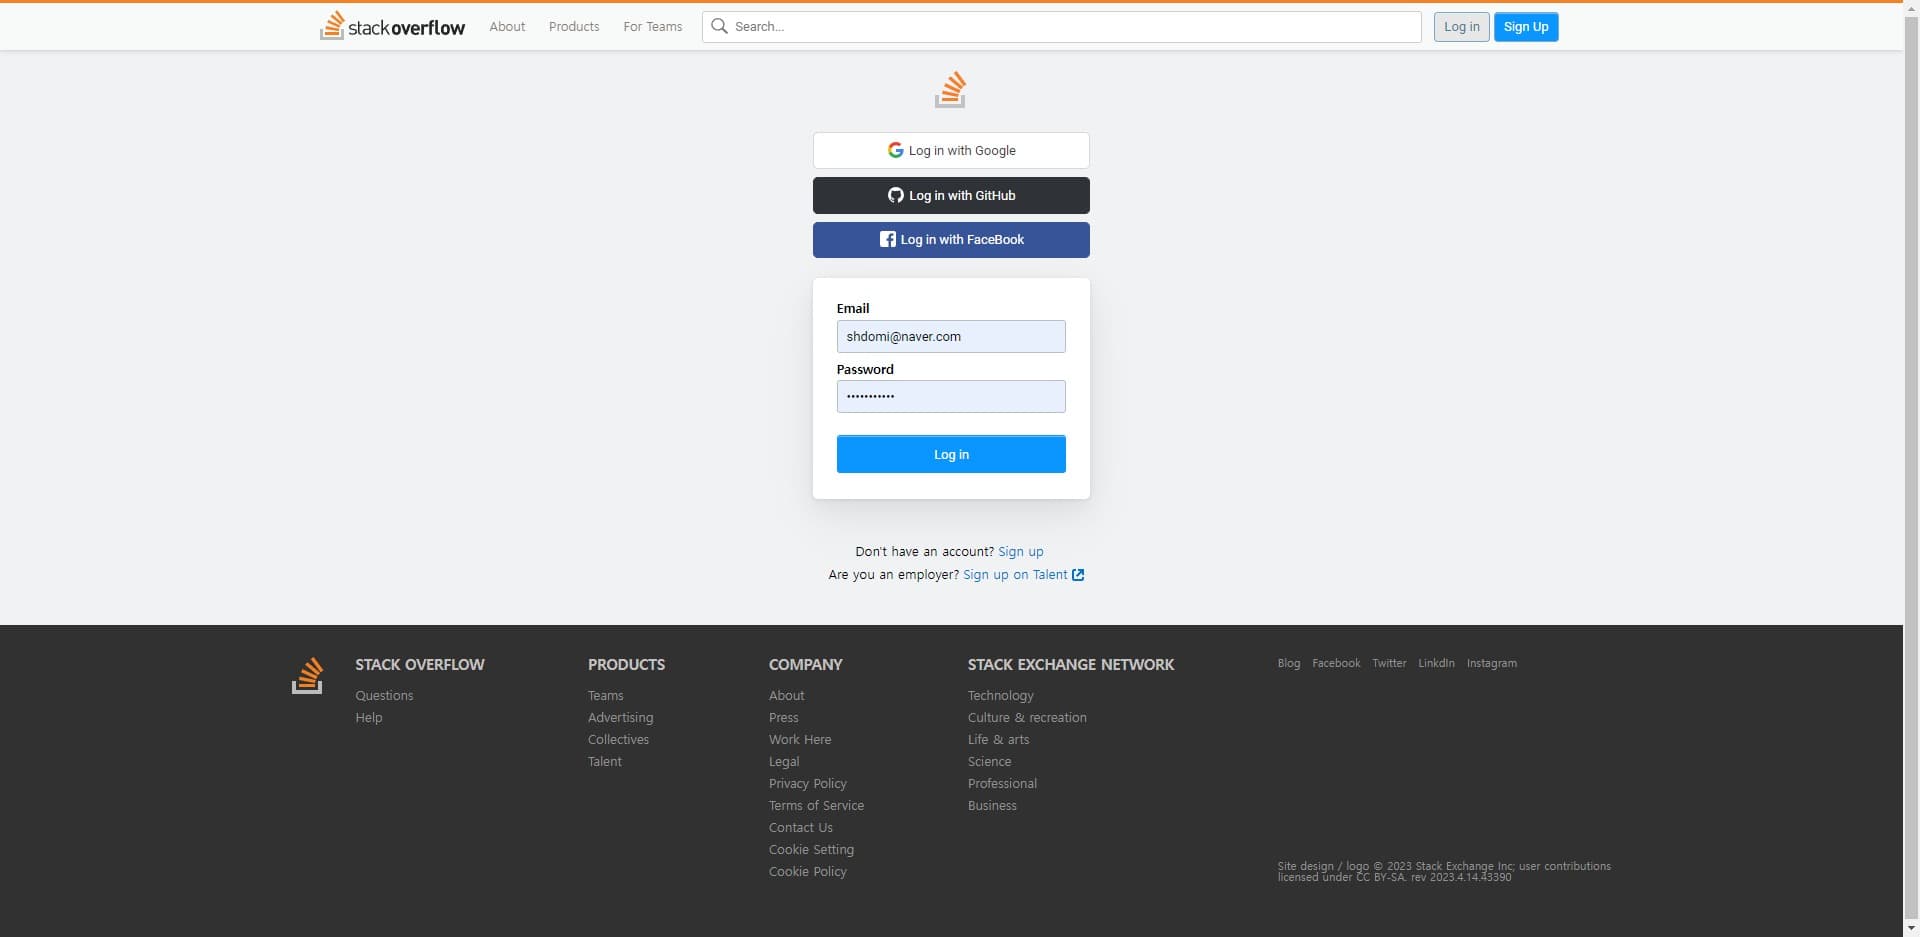 stackoverflow About Products For Teams Search... Log in Sign Up
Log in with Google
Log in with GitHub
Log in with FaceBook
Email
shdomi@naver.com
Password
•••••••••••
Log in
Don't have an account? Sign up
Are you an employer? Sign up on Talent
STACK OVERFLOW
Questions
Help
PRODUCTS
Teams
Advertising
Collectives
Talent
COMPANY
About
Press
Work Here
Legal
Privacy Policy
Terms of Service
Contact Us
Cookie Setting
Cookie Policy
STACK EXCHANGE NETWORK
Technology
Culture & recreation
Life & arts
Science
Professional
Business
Blog Facebook Twitter LinkdIn Instagram
Site design / logo © 2023 Stack Exchange Inc; user contributions
licensed under CC BY-SA. rev 2023.4.14.43390